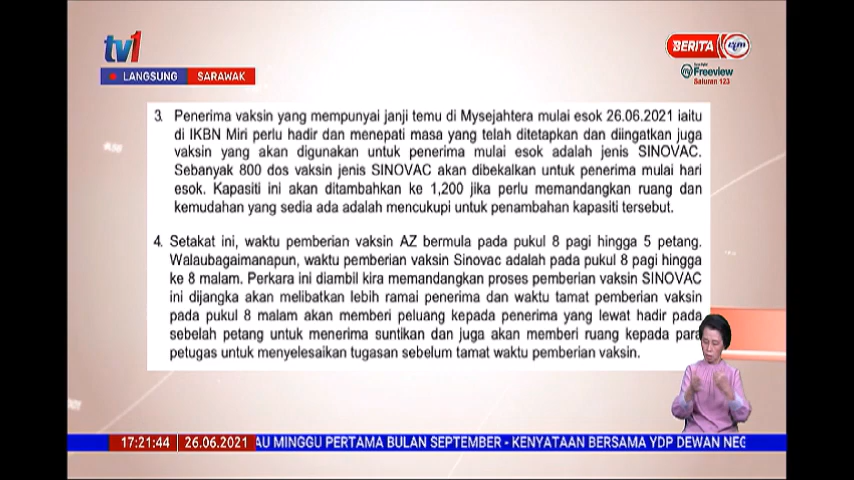 tv1
BERITA rtm
LANGSUNG SARAWAK
my Freeview
Saluran 123
3. Penerima vaksin yang mempunyai janji temu di Mysejahtera mulai esok 26.06.2021 iaitu
di IKBN Miri perlu hadir dan menepati masa yang telah ditetapkan dan diingatkan juga
vaksin yang akan digunakan untuk penerima mulai esok adalah jenis SINOVAC.
Sebanyak 800 dos vaksin jenis SINOVAC akan dibekalkan untuk penerima mulai hari
esok. Kapasiti ini akan ditambahkan ke 1,200 jika perlu memandangkan ruang dan
kemudahan yang sedia ada adalah mencukupi untuk penambahan kapasiti tersebut.
4. Setakat ini, waktu pemberian vaksin AZ bermula pada pukul 8 pagi hingga 5 petang.
Walaubagaimanapun, waktu pemberian vaksin Sinovac adalah pada pukul 8 pagi hingga
ke 8 malam. Perkara ini diambil kira memandangkan proses pemberian vaksin SINOVAC
ini dijangka akan melibatkan lebih ramai penerima dan waktu tamat pemberian vaksin
pada pukul 8 malam akan memberi peluang kepada penerima yang lewat hadir pada
sebelah petang untuk menerima suntikan dan juga akan memberi ruang kepada para
petugas untuk menyelesaikan tugasan sebelum tamat waktu pemberian vaksin.
17:21:44 26.06.2021 AU MINGGU PERTAMA BULAN SEPTEMBER - KENYATAAN BERSAMA YDP DEWAN NEG